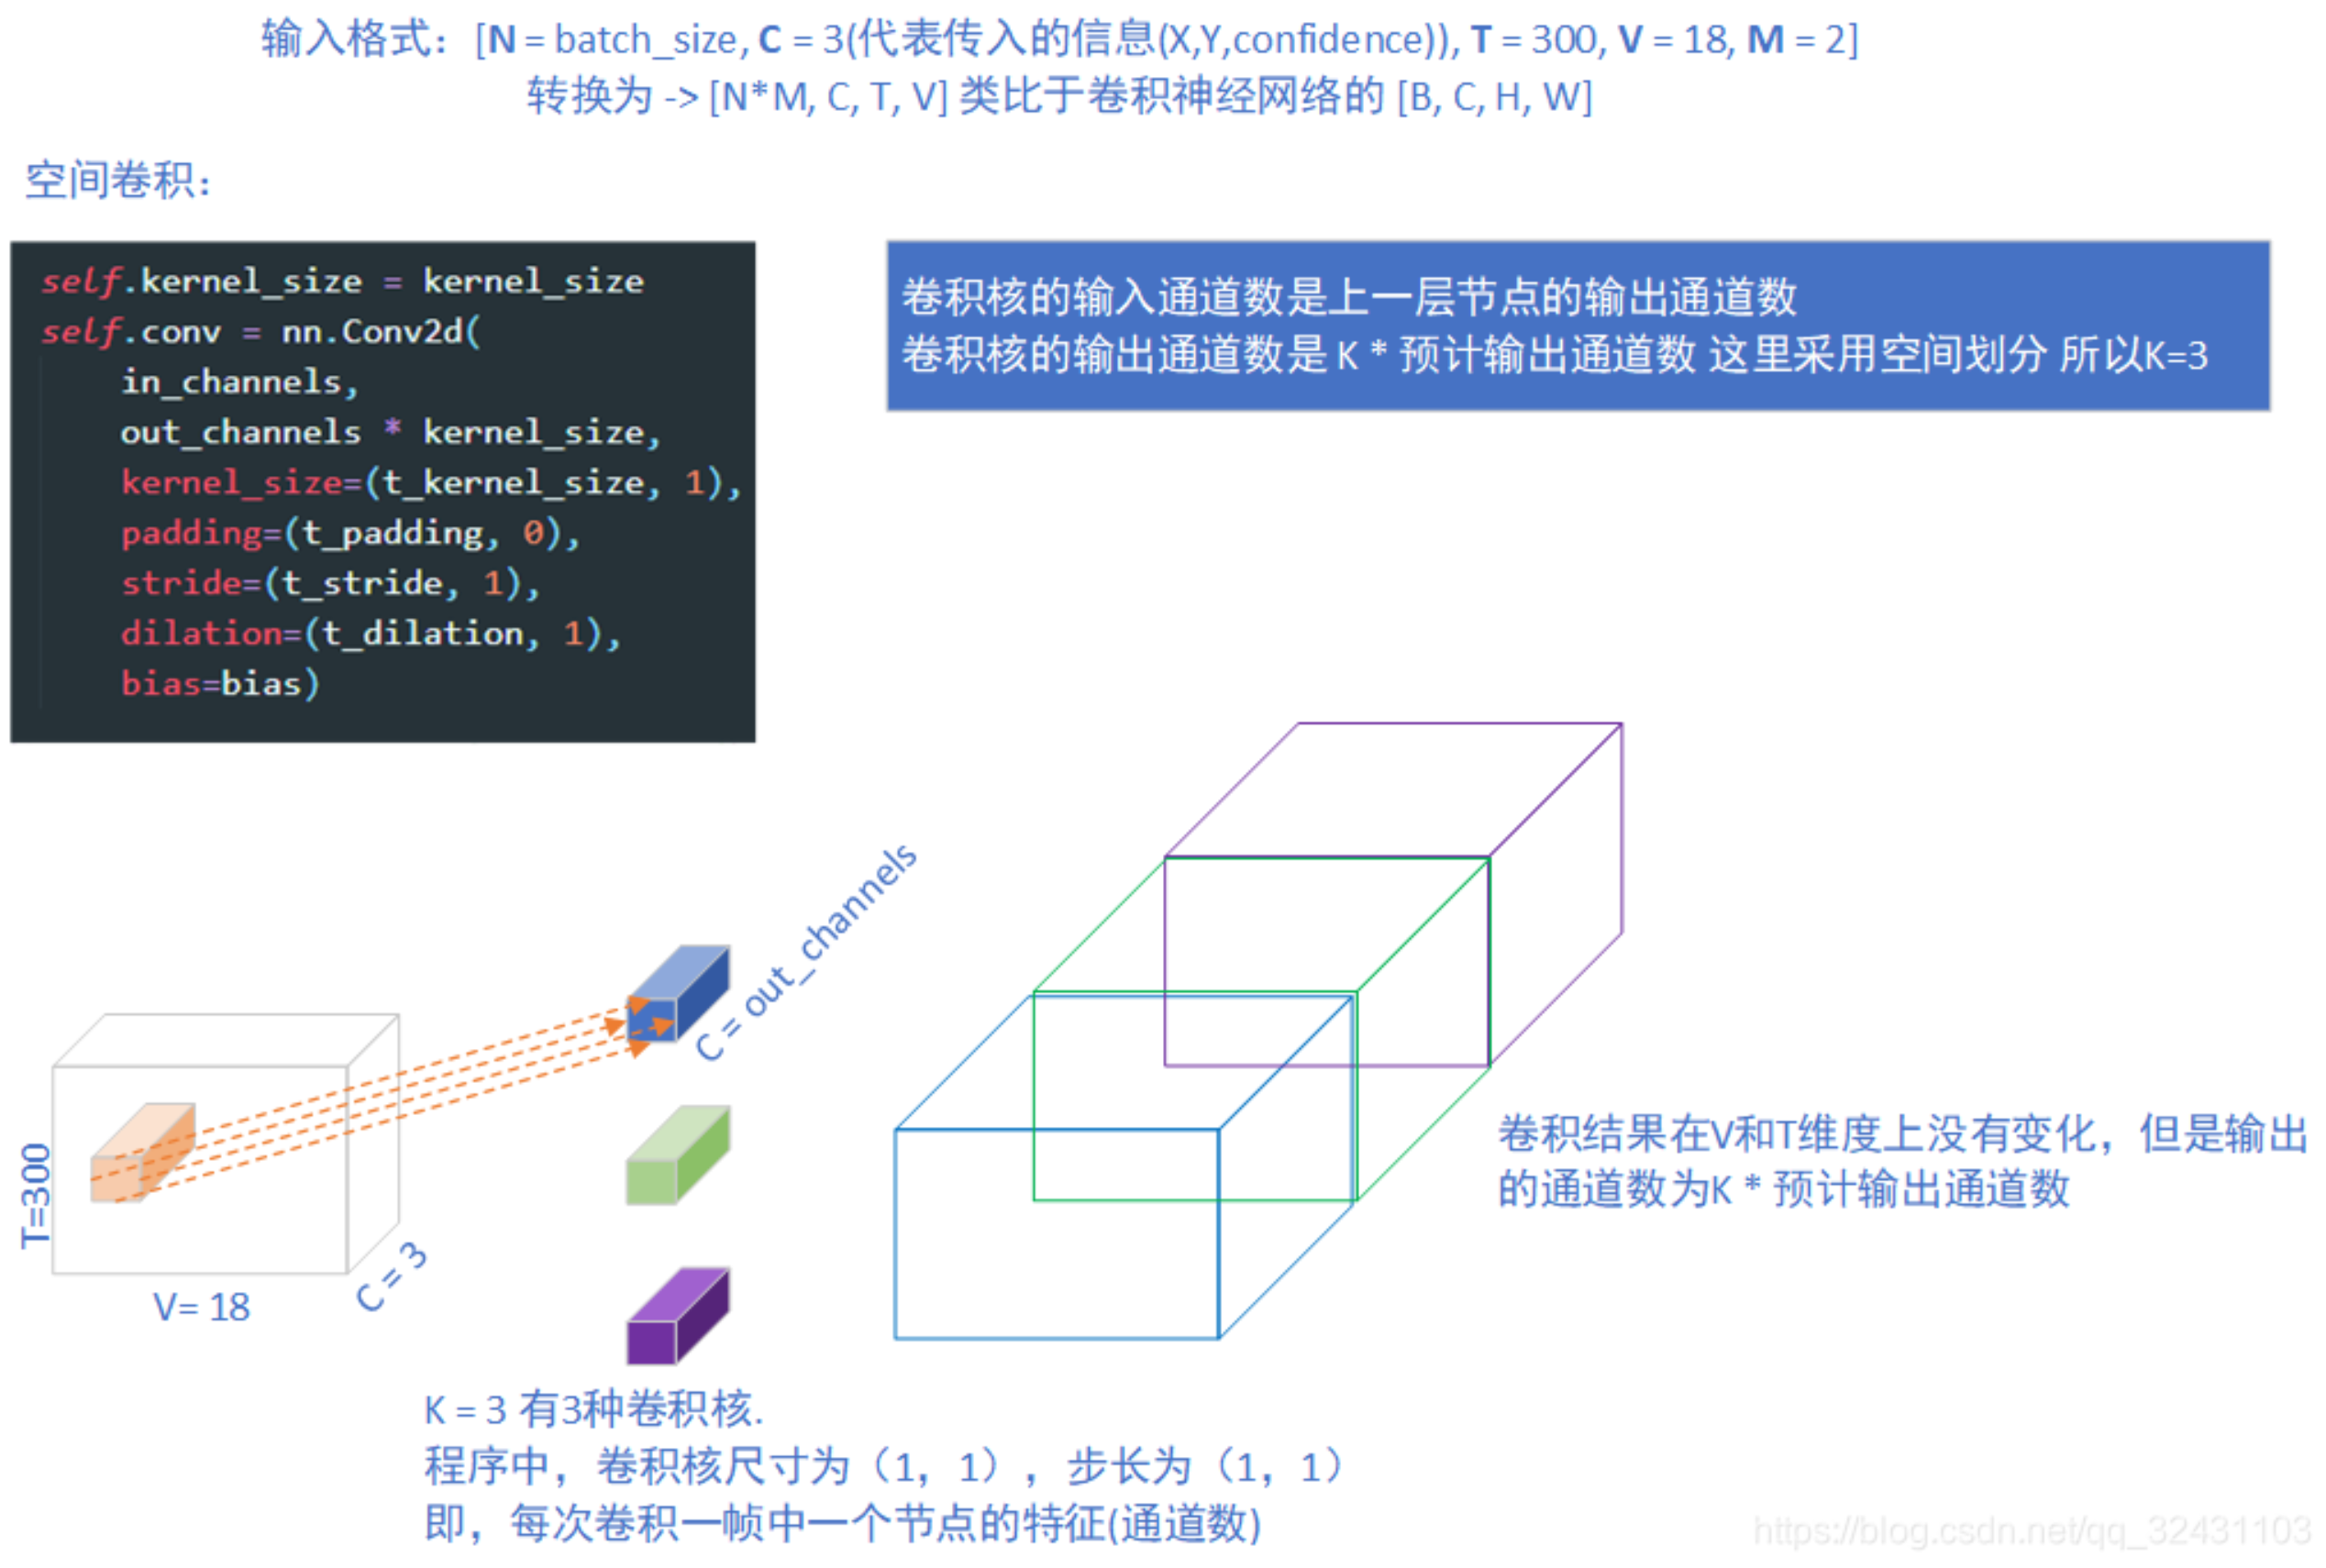 输入格式：[N = batch_size, C = 3(代表传入的信息(X,Y,confidence)), T = 300, V = 18, M = 2]
转换为 -> [N*M, C, T, V] 类比于卷积神经网络的 [B, C, H, W]
空间卷积：
self.kernel_size = kernel_size
self.conv = nn.Conv2d(
in_channels,
out_channels * kernel_size,
kernel_size=(t_kernel_size, 1),
padding=(t_padding, 0),
stride=(t_stride, 1),
dilation=(t_dilation, 1),
bias=bias)
卷积核的输入通道数是上一层节点的输出通道数
卷积核的输出通道数是 K * 预计输出通道数 这里采用空间划分 所以K=3
C = out_channels
T=300
V= 18
C = 3
卷积结果在V和T维度上没有变化，但是输出
的通道数为K * 预计输出通道数
K = 3 有3种卷积核.
程序中，卷积核尺寸为（1，1），步长为（1，1）
即，每次卷积一帧中一个节点的特征(通道数)
https://blog.csdn.net/qq_32431103